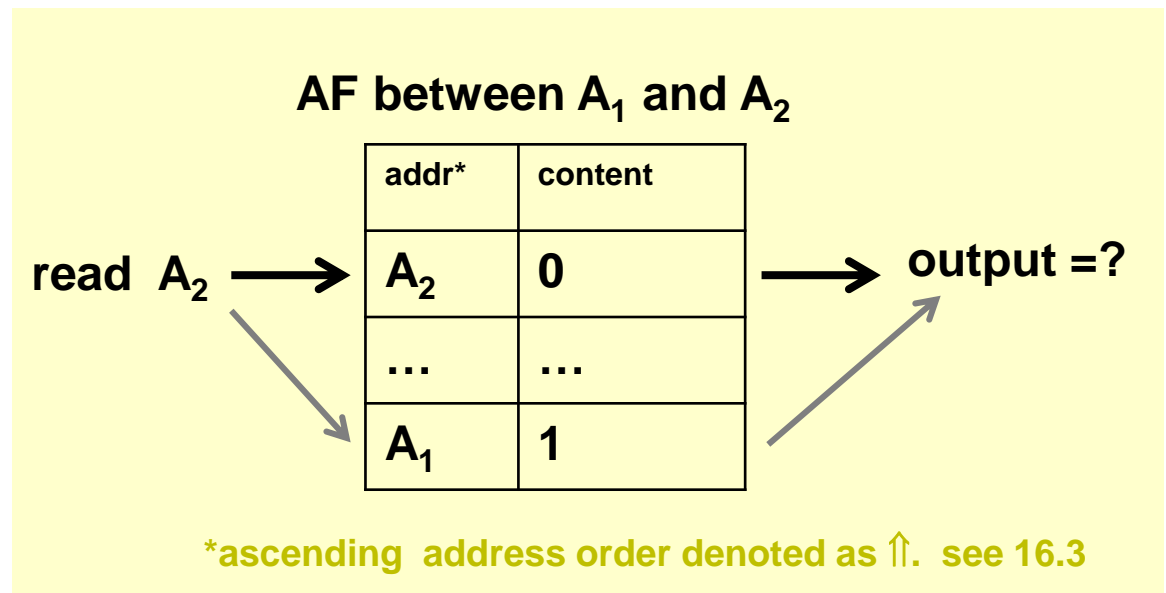 AF between A₁ and A₂
addr* content
read A₂ A₂ 0 output =?
… …
A₁ 1
*ascending address order denoted as ⇑. see 16.3